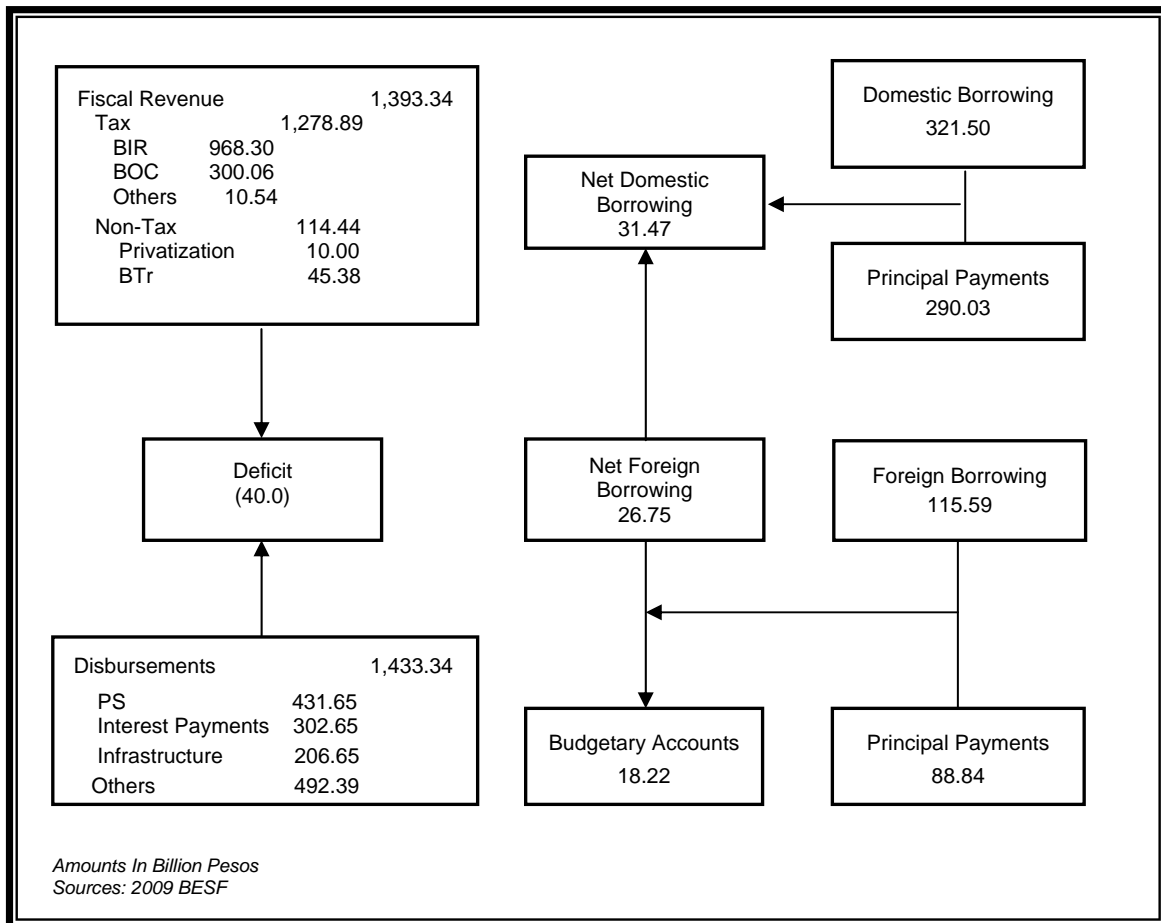 Fiscal Revenue 1,393.34
Tax 1,278.89
BIR 968.30
BOC 300.06
Others 10.54
Non-Tax 114.44
Privatization 10.00
BTr 45.38
Deficit
(40.0)
Disbursements 1,433.34
PS 431.65
Interest Payments 302.65
Infrastructure 206.65
Others 492.39
Net Domestic
Borrowing
31.47
Net Foreign
Borrowing
26.75
Budgetary Accounts
18.22
Domestic Borrowing
321.50
Principal Payments
290.03
Foreign Borrowing
115.59
Principal Payments
88.84
Amounts In Billion Pesos
Sources: 2009 BESF